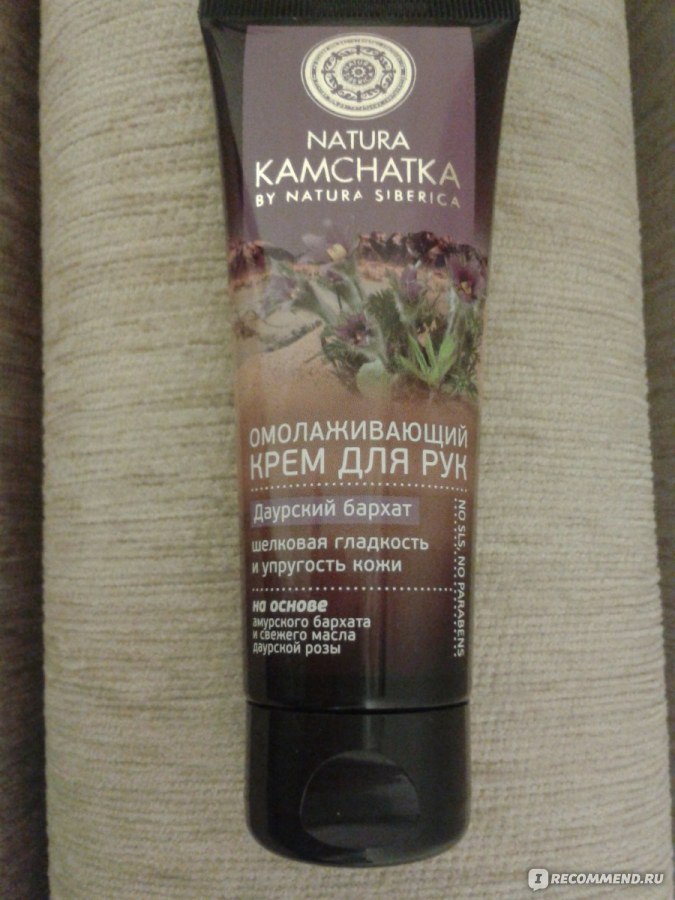 NATURA
KAMCHATKA
BY NATURA SIBERICA
ОМОЛАЖИВАЮЩИЙ
КРЕМ ДЛЯ РУК
Даурский бархат
шелковая гладкость
и упругость кожи
на основе
амурского бархата
и свежего масла
даурской розы
NO SLS, NO PARABENS
IRECOMMEND.RU